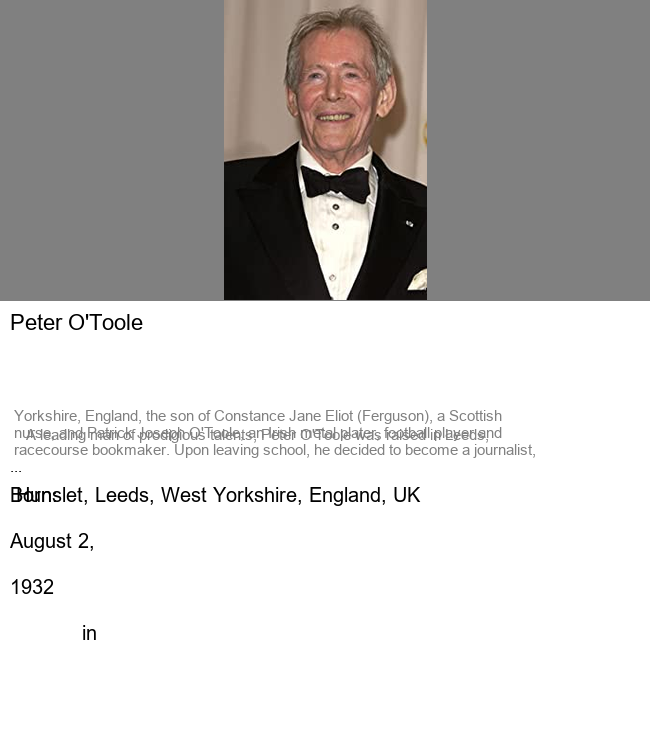 Peter O'Toole
A leading man of prodigious talents, Peter O'Toole was raised in Leeds,
Yorkshire, England, the son of Constance Jane Eliot (Ferguson), a Scottish
nurse, and Patrick Joseph O'Toole, an Irish metal plater, football player and
racecourse bookmaker. Upon leaving school, he decided to become a journalist,
...
Born:
August 2,
1932
in
Hunslet, Leeds, West Yorkshire, England, UK